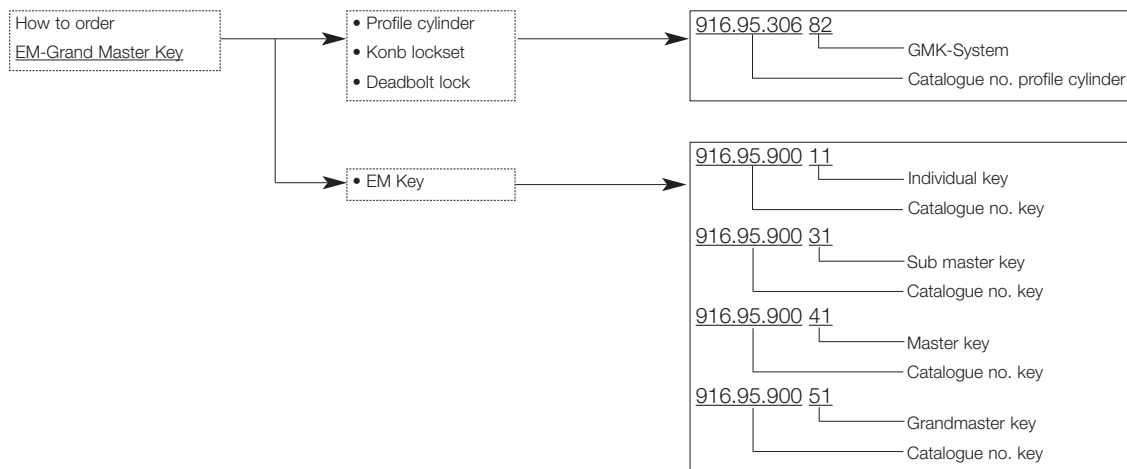 How to order
EM-Grand Master Key
• Profile cylinder
• Konb lockset
• Deadbolt lock
916.95.306 82
GMK-System
Catalogue no. profile cylinder
• EM Key
916.95.900 11
Individual key
Catalogue no. key
916.95.900 31
Sub master key
Catalogue no. key
916.95.900 41
Master key
Catalogue no. key
916.95.900 51
Grandmaster key
Catalogue no. key